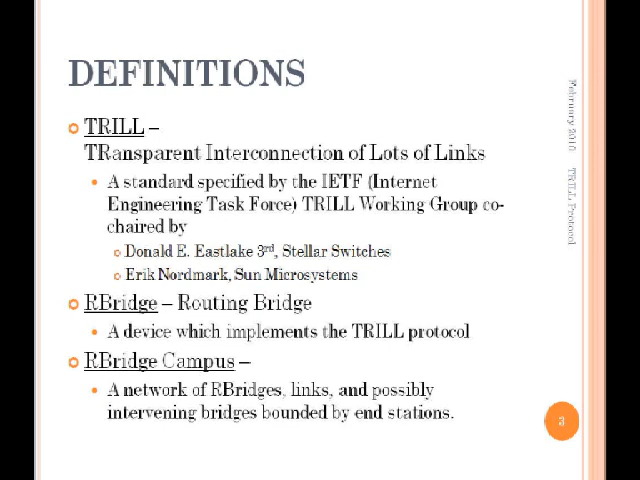 DEFINITIONS
TRILL –
TRansparent Interconnection of Lots of Links
A standard specified by the IETF (Internet
Engineering Task Force) TRILL Working Group co-
chaired by
Donald E. Eastlake 3rd, Stellar Switches
Erik Nordmark, Sun Microsystems
RBridge – Routing Bridge
A device which implements the TRILL protocol
RBridge Campus –
A network of RBridges, links, and possibly
intervening bridges bounded by end stations.
February 2010 TRILL Protocol
3